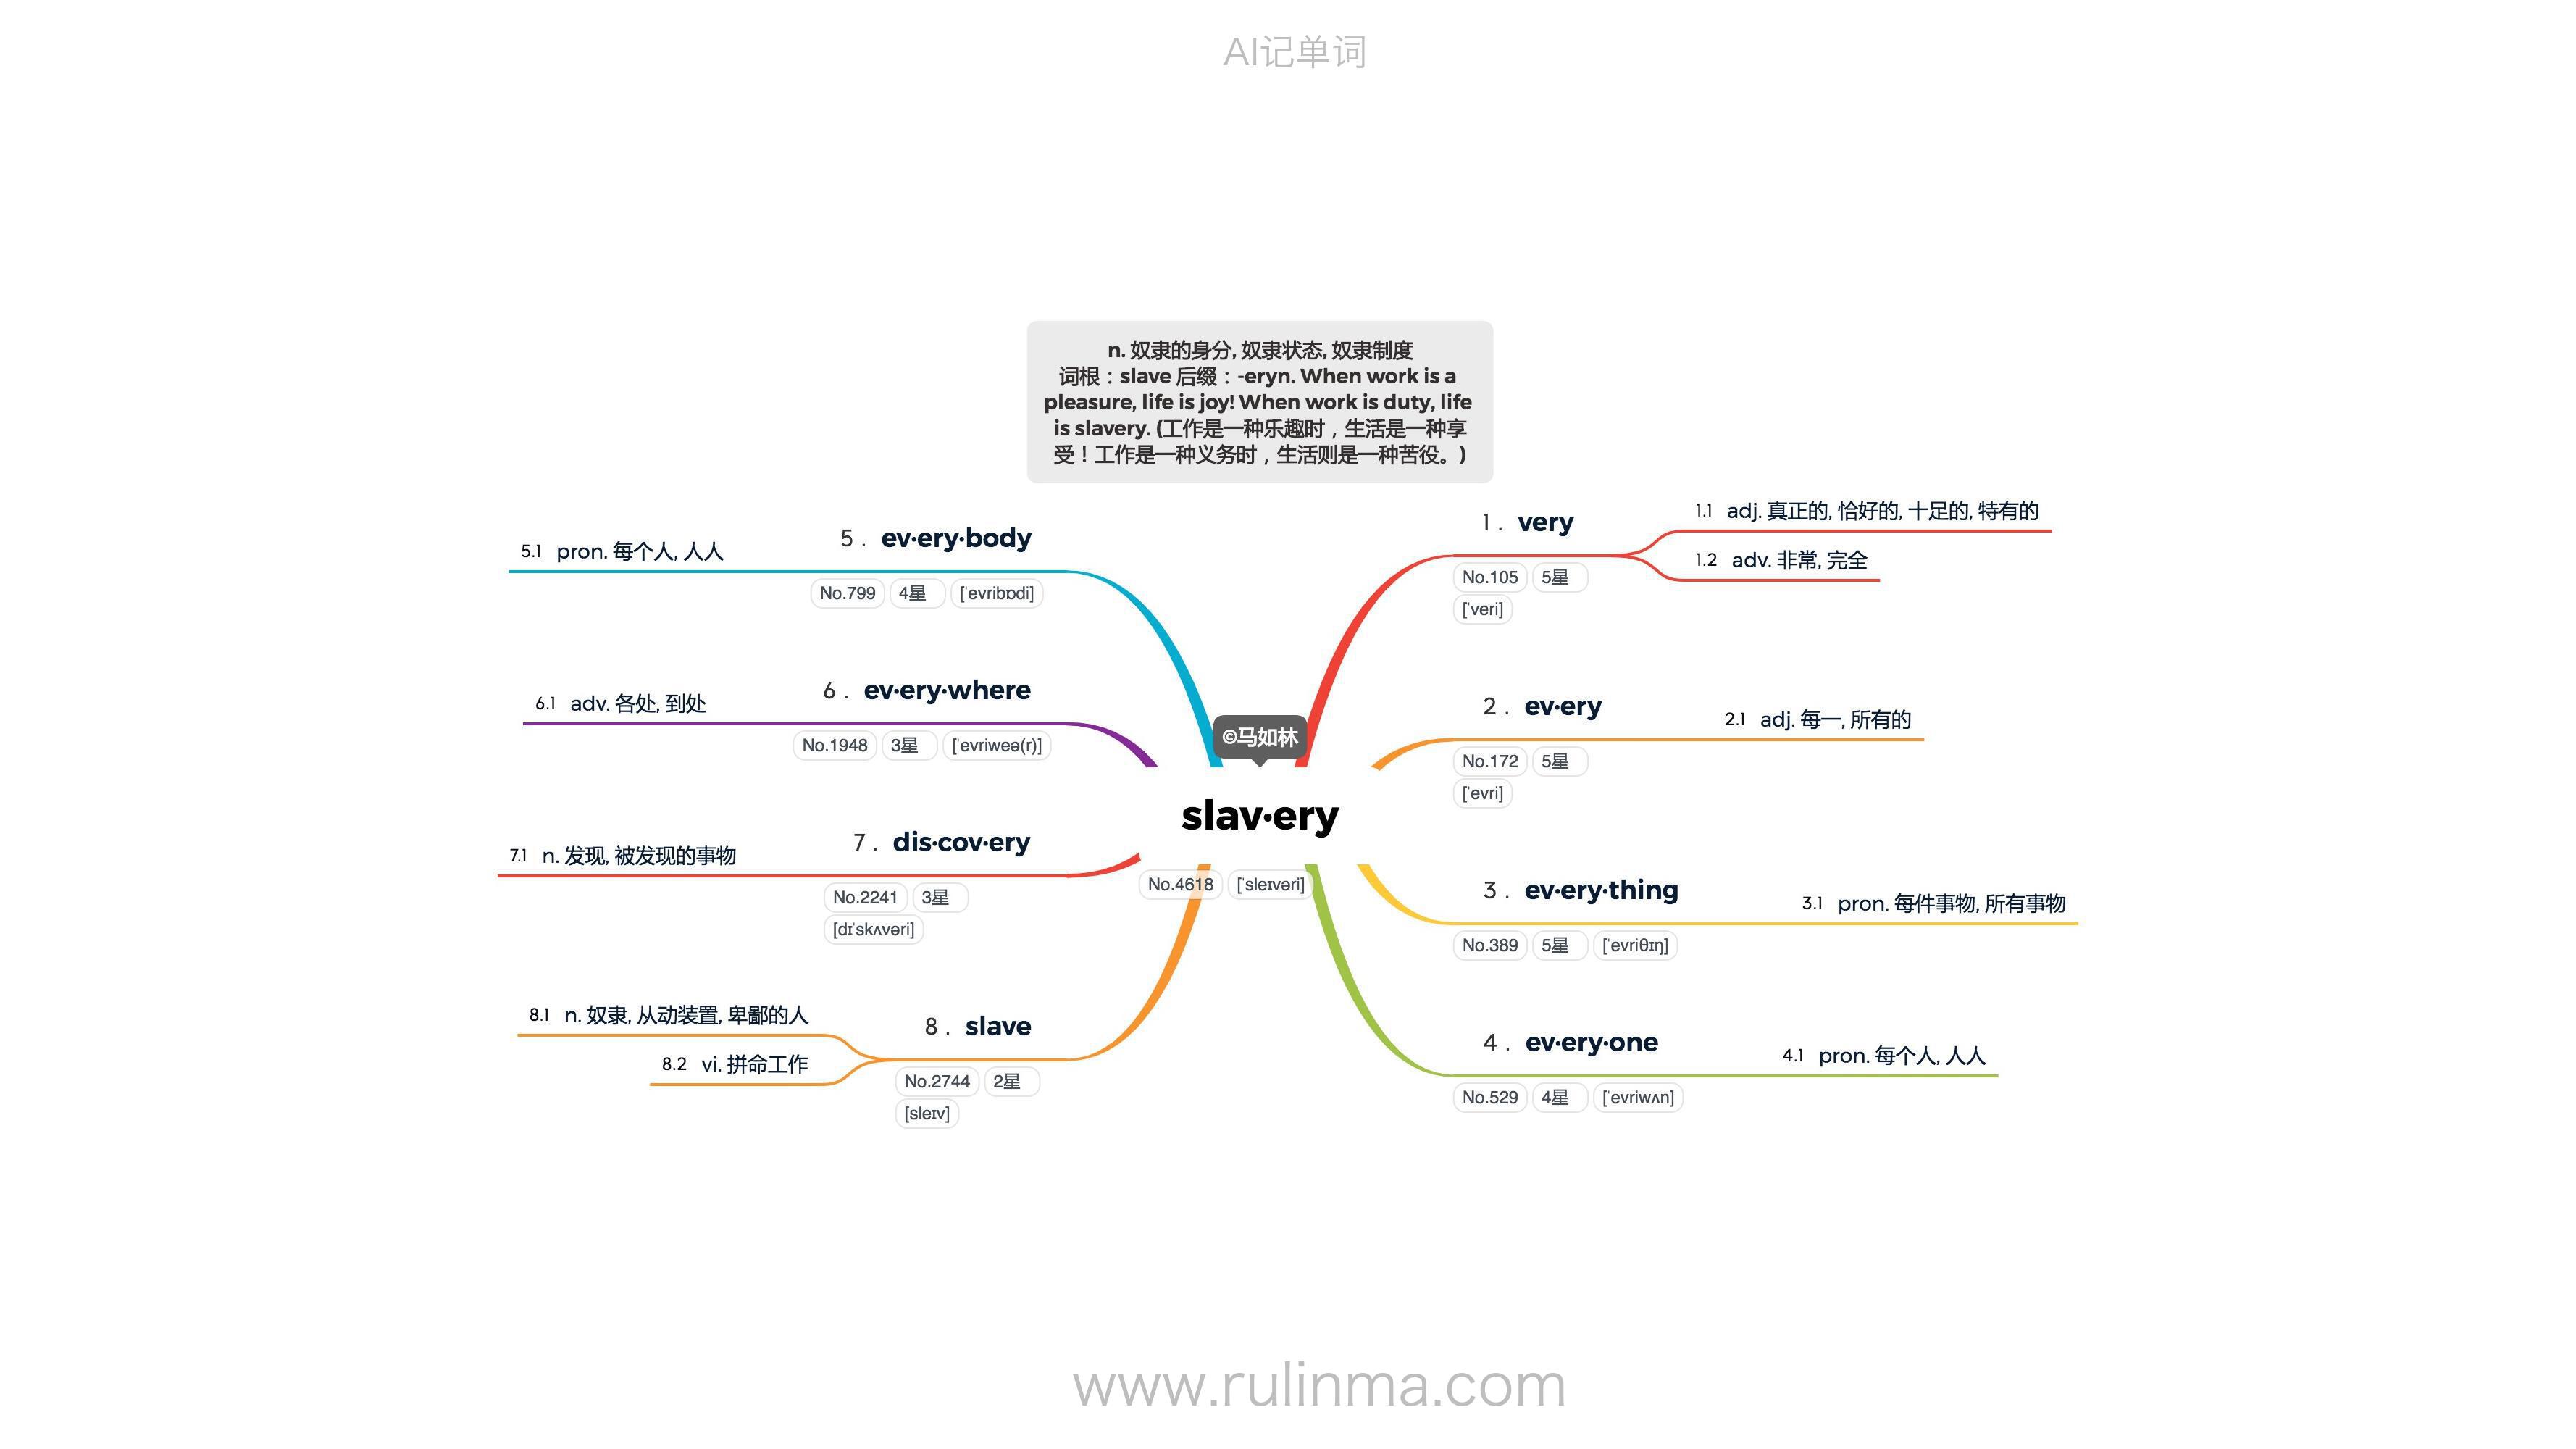 AI记单词
n. 奴隶的身分, 奴隶状态, 奴隶制度
词根：slave 后缀：-eryn. When work is a
pleasure, life is joy! When work is duty, life
is slavery. (工作是一种乐趣时，生活是一种享
受！工作是一种义务时，生活则是一种苦役。)
©马如林
slav·ery
No.4618 [ˈsleɪvəri]
1 . very
No.105 5星
[ˈveri]
1.1 adj. 真正的, 恰好的, 十足的, 特有的
1.2 adv. 非常, 完全
2 . ev·ery
No.172 5星
[ˈevri]
2.1 adj. 每一, 所有的
3 . ev·ery·thing
No.389 5星 [ˈevriθɪŋ]
3.1 pron. 每件事物, 所有事物
4 . ev·ery·one
No.529 4星 [ˈevriwʌn]
4.1 pron. 每个人, 人人
5 . ev·ery·body
No.799 4星 [ˈevribɒdi]
5.1 pron. 每个人, 人人
6 . ev·ery·where
No.1948 3星 [ˈevriweə(r)]
6.1 adv. 各处, 到处
7 . dis·cov·ery
No.2241 3星
[dɪˈskʌvəri]
7.1 n. 发现, 被发现的事物
8 . slave
No.2744 2星
[sleɪv]
8.1 n. 奴隶, 从动装置, 卑鄙的人
8.2 vi. 拼命工作
www.rulinma.com